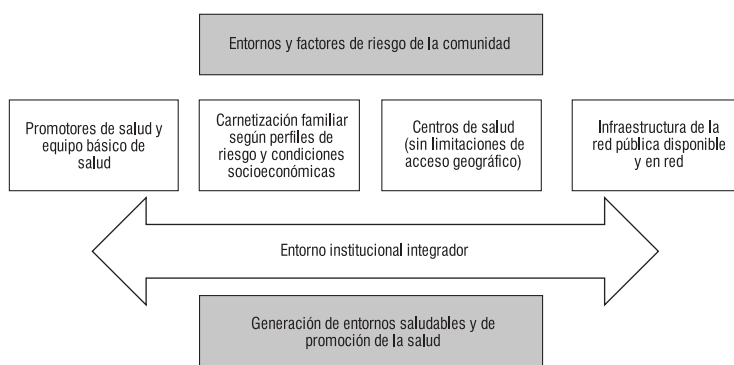 Entornos y factores de riesgo de la comunidad
Promotores de salud y
equipo básico de
salud
Carnetización familiar
según perfiles de
riesgo y condiciones
socioeconómicas
Centros de salud
(sin limitaciones de
acceso geográfico)
Infraestructura de la
red pública disponible
y en red
Entorno institucional integrador
Generación de entornos saludables y de
promoción de la salud